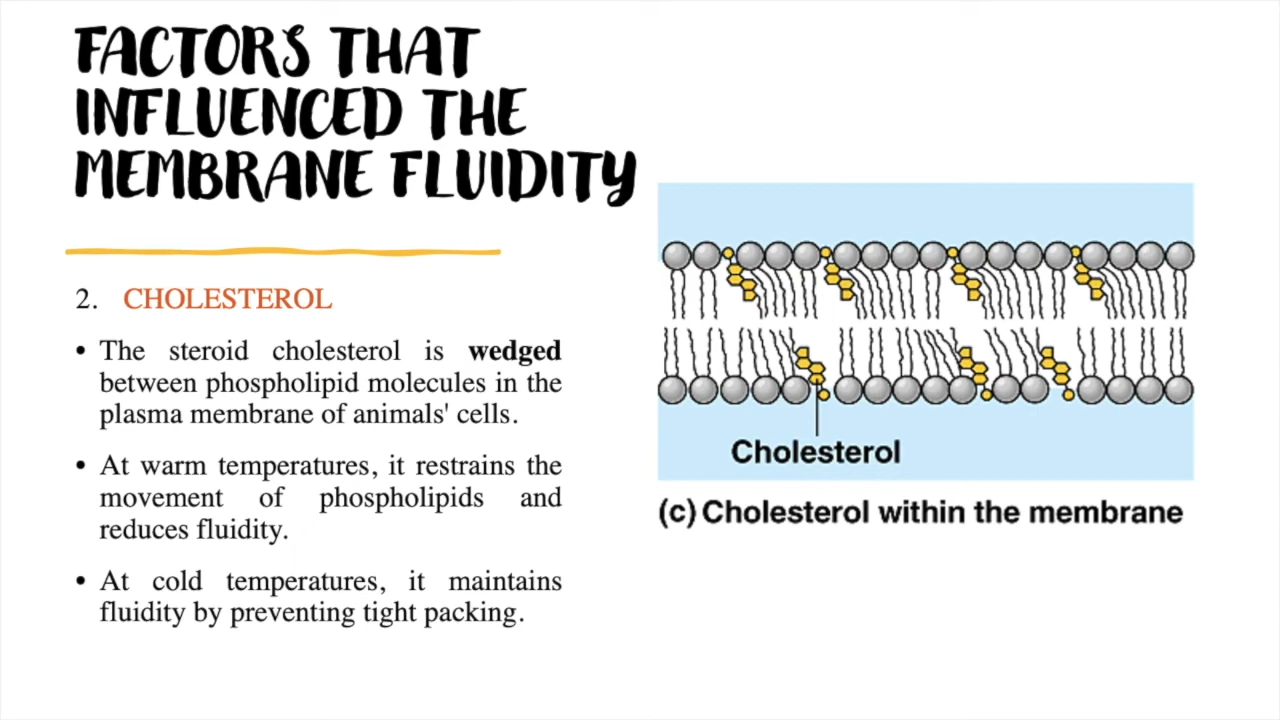 FACTORS THAT
INFLUENCED THE
MEMBRANE FLUIDITY
2. CHOLESTEROL
• The steroid cholesterol is wedged
between phospholipid molecules in the
plasma membrane of animals' cells.
• At warm temperatures, it restrains the
movement of phospholipids and
reduces fluidity.
• At cold temperatures, it maintains
fluidity by preventing tight packing.
Cholesterol
(c) Cholesterol within the membrane